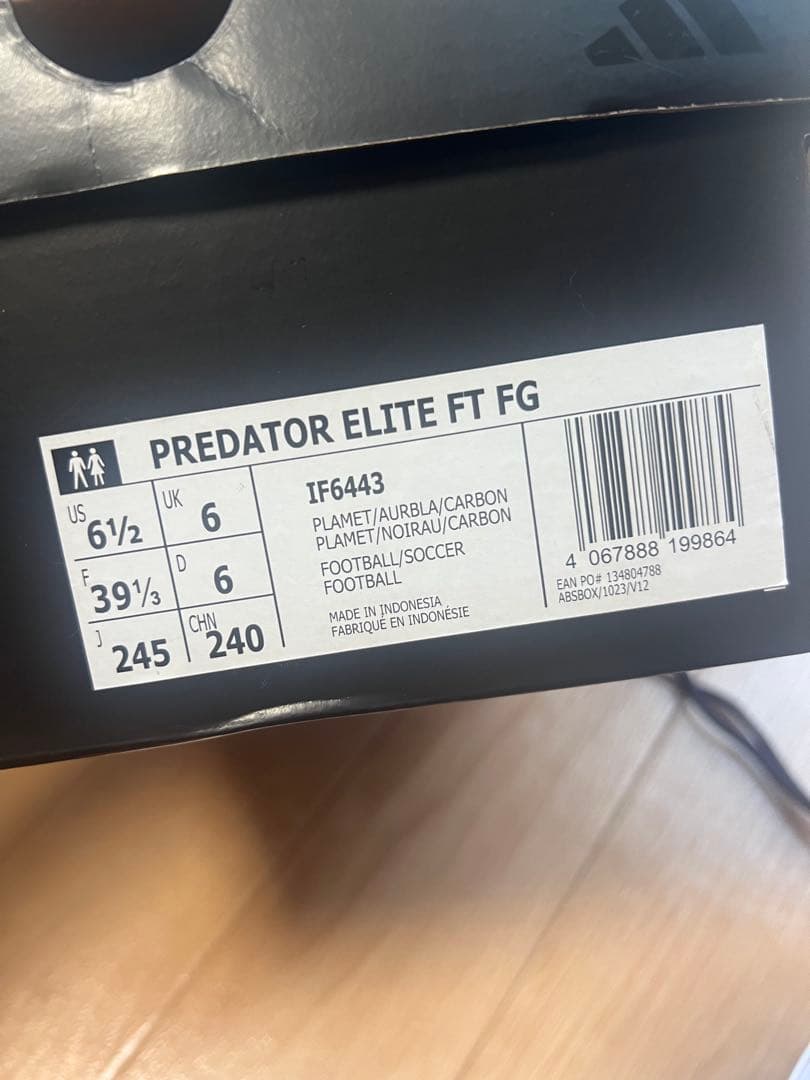 PREDATOR ELITE FT FG
US 6½ UK 6
F 39⅓ D 6
J 245 CHN 240
IF6443
PLAMET/AURBLA/CARBON
PLAMET/NOIRAU/CARBON
FOOTBALL/SOCCER
FOOTBALL
MADE IN INDONESIA
FABRIQUÉ EN INDONÉSIE
4 067888 199864
EAN PO# 134804788
ABSBOX/1023/V12